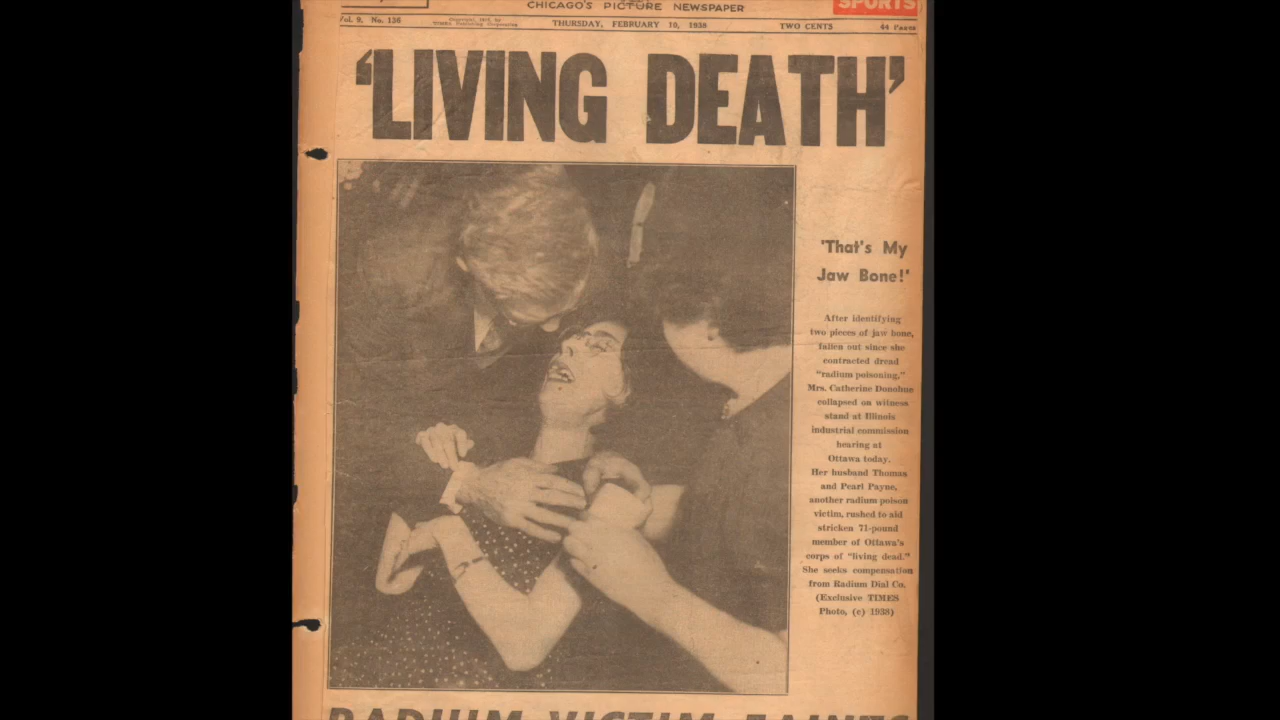 CHICAGO'S PICTURE NEWSPAPER
SPORTS
Vol. 9, No. 136
THURSDAY, FEBRUARY 10, 1938
TWO CENTS
44 PAGES
'LIVING DEATH'
'That's My
Jaw Bone!'
After identifying
two pieces of jaw bone,
fallen out since she
contracted dread
"radium poisoning,"
Mrs. Catherine Donohue
collapsed on witness
stand at Illinois
industrial commission
hearing at
Ottawa today.
Her husband Thomas
and Pearl Payne,
another radium poison
victim, rushed to aid
stricken 71-pound
member of Ottawa's
corps of "living dead."
She seeks compensation
from Radium Dial Co.
(Exclusive TIMES
Photo, (c) 1938)
RADIUM VICTIM FAINTS